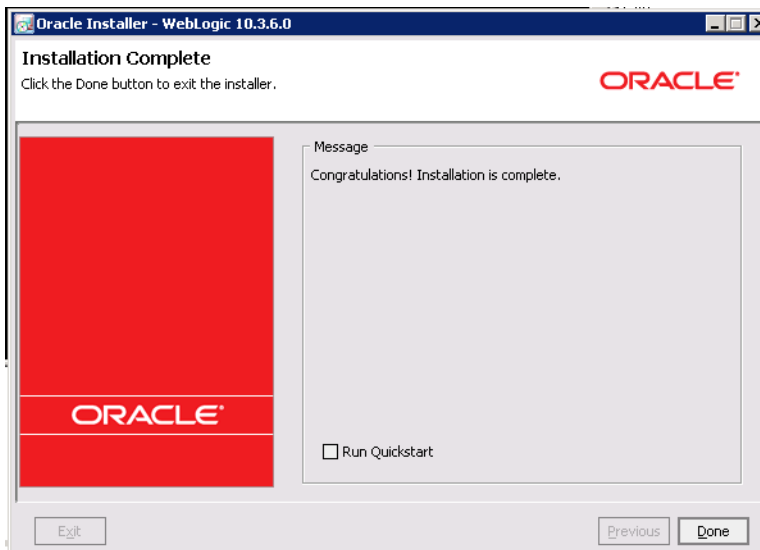 Oracle Installer - WebLogic 10.3.6.0
Installation Complete
Click the Done button to exit the installer.
ORACLE
Message
Congratulations! Installation is complete.
ORACLE
Run Quickstart
Exit
Previous
Done